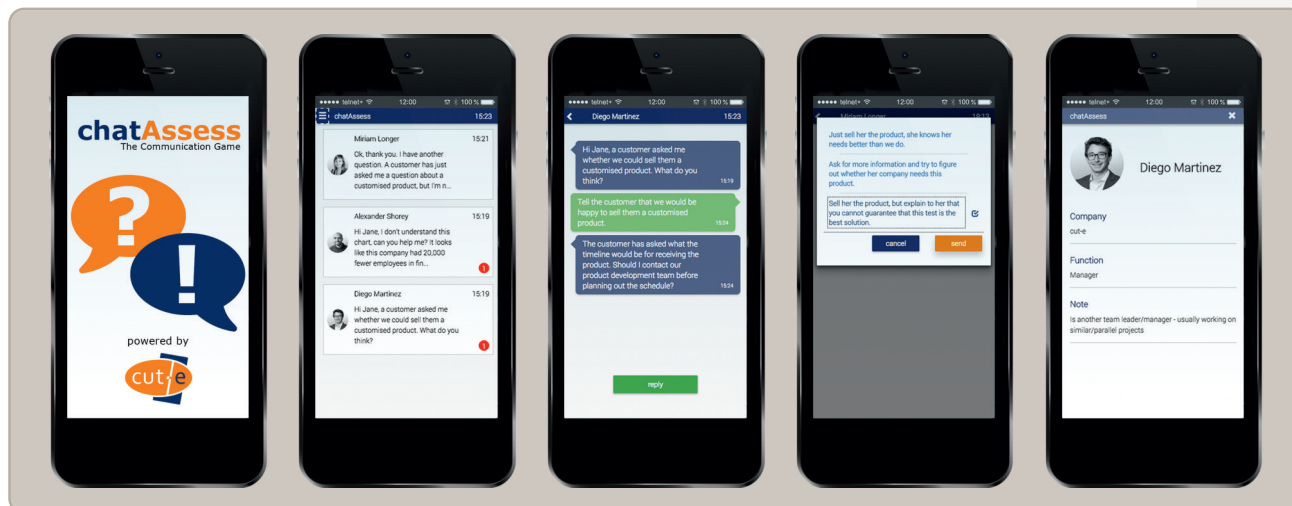 chatAssess
The Communication Game
?
!
powered by
cut-e
telnet+ 12:00 100 %
chatAssess 15:23
Miriam Longer 15:21
Ok, thank you. I have another
question. A customer has just
asked me a question about a
customised product, but I'm n...
Alexander Shorey 15:19
Hi Jane, I don't understand this
chart, can you help me? It looks
like this company had 20,000
fewer employees in fin...
1
Diego Martinez 15:19
Hi Jane, a customer asked me
whether we could sell them a
customised product. What do you
think?
1
telnet+ 12:00 100 %
Diego Martinez 15:23
Hi Jane, a customer asked me
whether we could sell them a
customised product. What do you
think? 15:19
Tell the customer that we would be
happy to sell them a customised
product. 15:24
The customer has asked what the
timeline would be for receiving the
product. Should I contact our
product development team before
planning out the schedule? 15:24
reply
telnet+ 12:00 100 %
Miriam Longer
Just sell her the product, she knows her
needs better than we do.
Ask for more information and try to figure
out whether her company needs this
product.
Sell her the product, but explain to her that
you cannot guarantee that this test is the
best solution.
cancel send
telnet+ 12:00 100 %
chatAssess
Diego Martinez
Company
cut-e
Function
Manager
Note
Is another team leader/manager - usually working on
similar/parallel projects